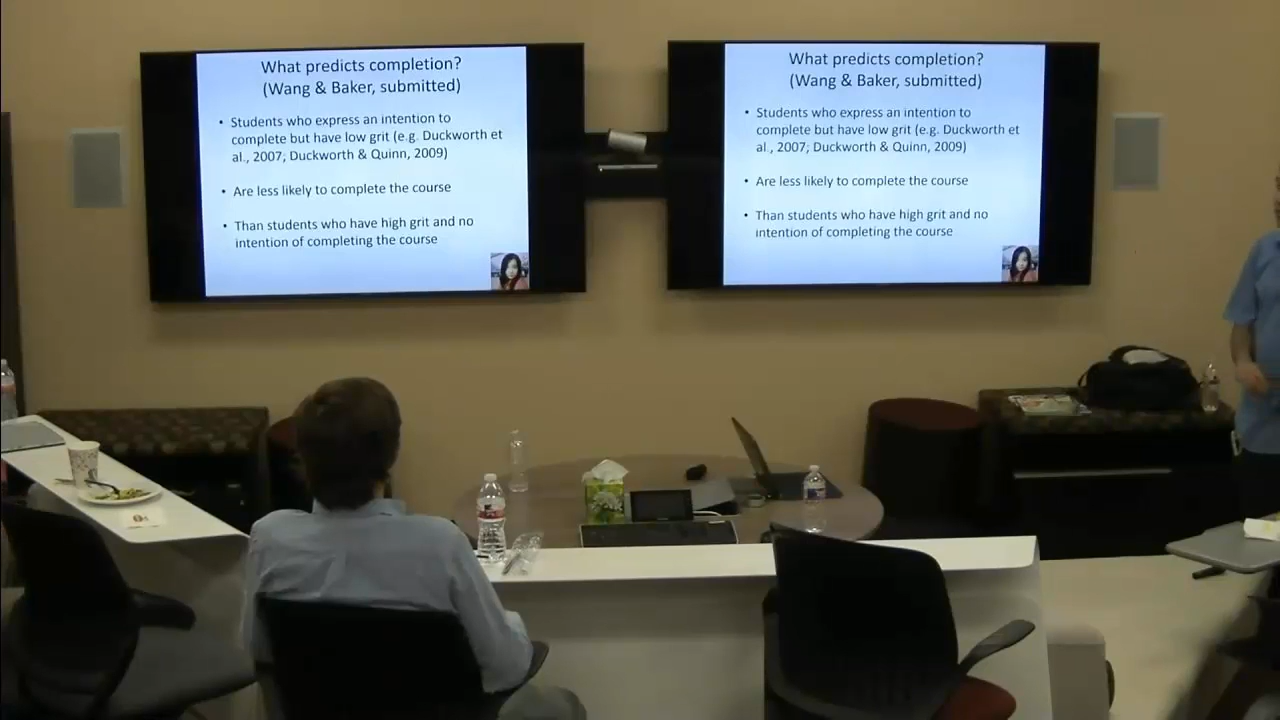 What predicts completion?
(Wang & Baker, submitted)
• Students who express an intention to
complete but have low grit (e.g. Duckworth et
al., 2007; Duckworth & Quinn, 2009)
• Are less likely to complete the course
• Than students who have high grit and no
intention of completing the course
What predicts completion?
(Wang & Baker, submitted)
• Students who express an intention to
complete but have low grit (e.g. Duckworth et
al., 2007; Duckworth & Quinn, 2009)
• Are less likely to complete the course
• Than students who have high grit and no
intention of completing the course